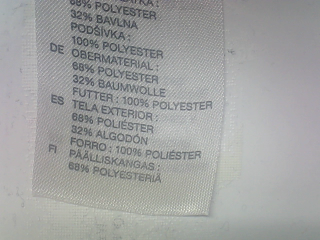 68% POLYESTER
32% BAVLNA
PODŠÍVKA :
100% POLYESTER
DE OBERMATERIAL :
68% POLYESTER
32% BAUMWOLLE
FUTTER : 100% POLYESTER
ES TELA EXTERIOR :
68% POLIÉSTER
32% ALGODÓN
FORRO : 100% POLIÉSTER
FI PÄÄLLISKANGAS :
68% POLYESTERIÄ